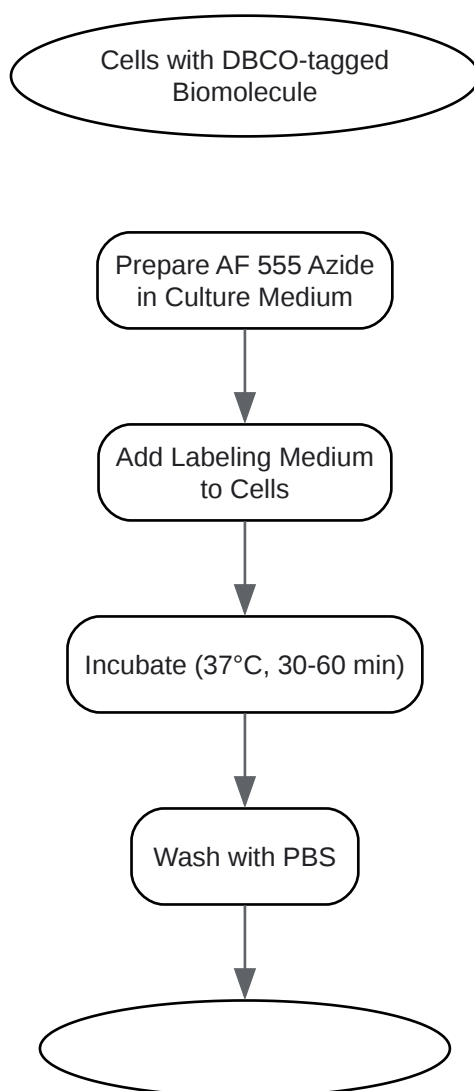 Cells with DBCO-tagged
Biomolecule
Prepare AF 555 Azide
in Culture Medium
Add Labeling Medium
to Cells
Incubate (37°C, 30-60 min)
Wash with PBS